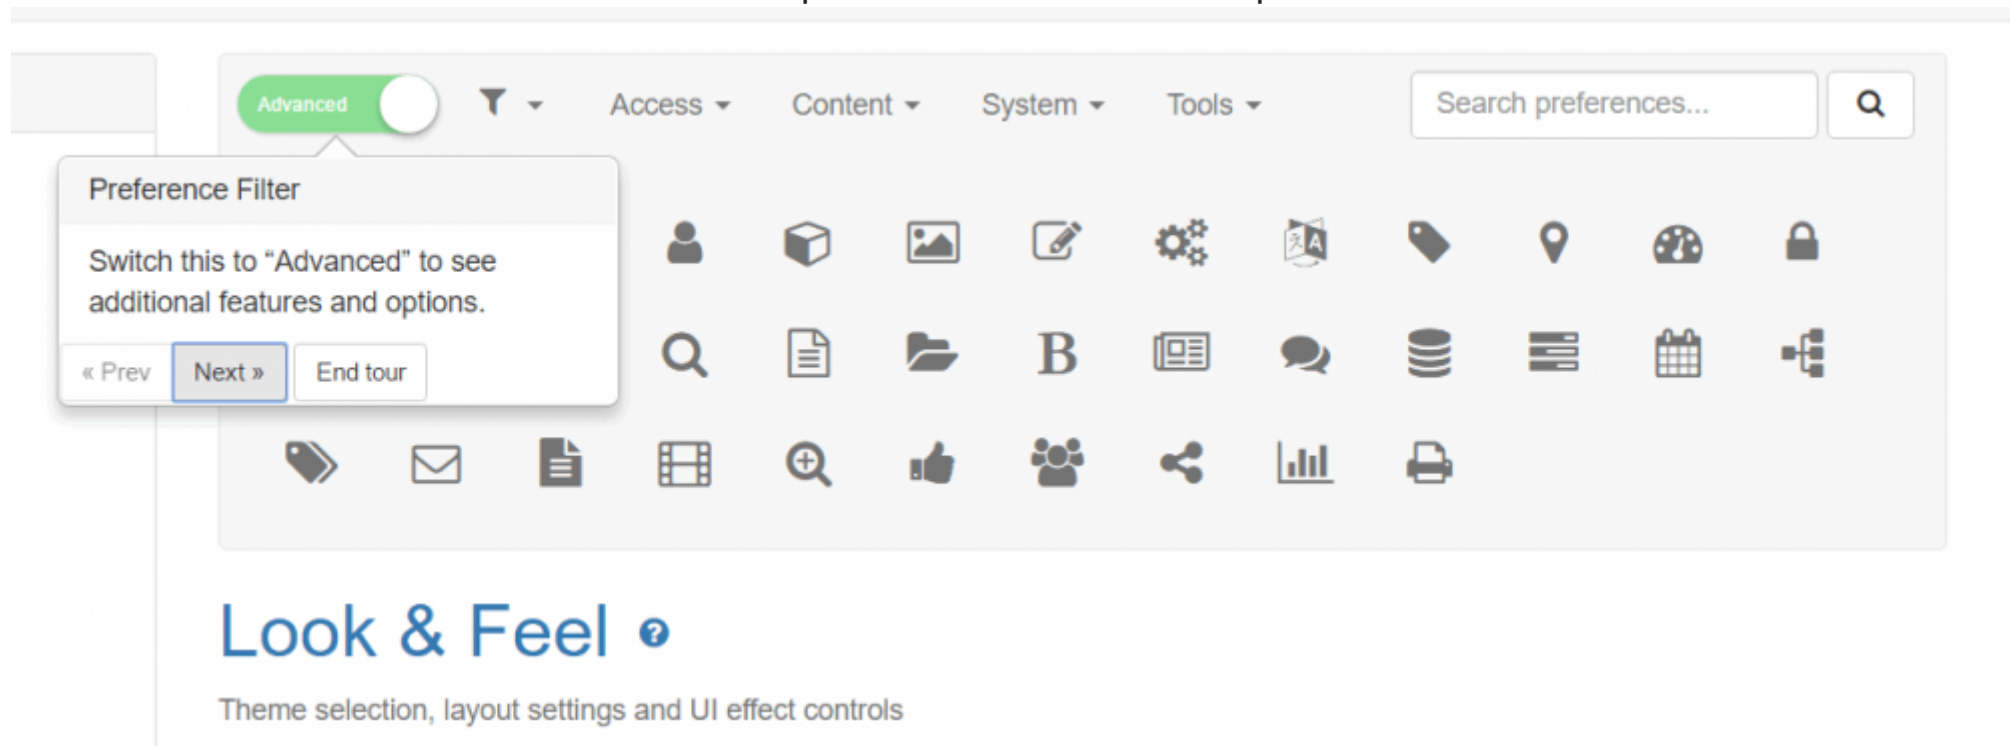 Advanced
Access
Content
System
Tools
Search preferences...
Preference Filter
Switch this to “Advanced” to see
additional features and options.
« Prev
Next »
End tour
Look & Feel
Theme selection, layout settings and UI effect controls